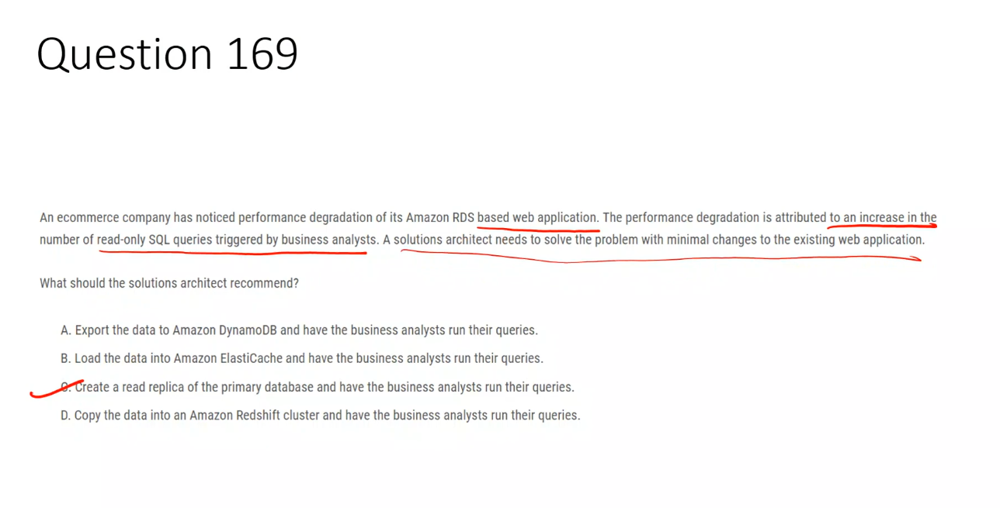 Question 169
An ecommerce company has noticed performance degradation of its Amazon RDS based web application. The performance degradation is attributed to an increase in the
number of read-only SQL queries triggered by business analysts. A solutions architect needs to solve the problem with minimal changes to the existing web application.
What should the solutions architect recommend?
A. Export the data to Amazon DynamoDB and have the business analysts run their queries.
B. Load the data into Amazon ElastiCache and have the business analysts run their queries.
C. Create a read replica of the primary database and have the business analysts run their queries.
D. Copy the data into an Amazon Redshift cluster and have the business analysts run their queries.